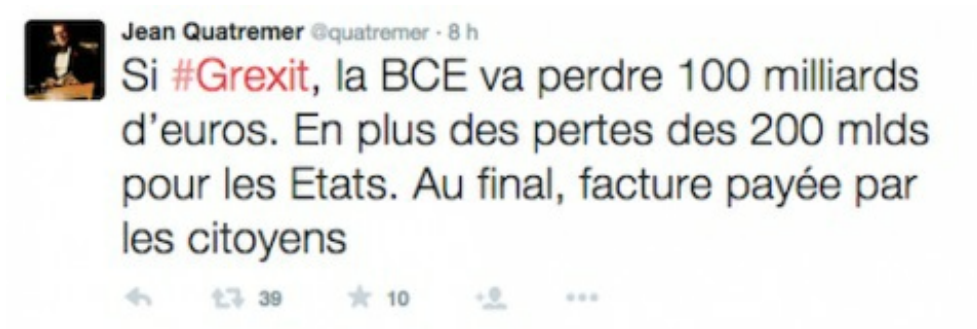 Jean Quatremer @quatremer · 8 h
Si #Grexit, la BCE va perdre 100 milliards
d'euros. En plus des pertes des 200 mlds
pour les Etats. Au final, facture payée par
les citoyens
39 10